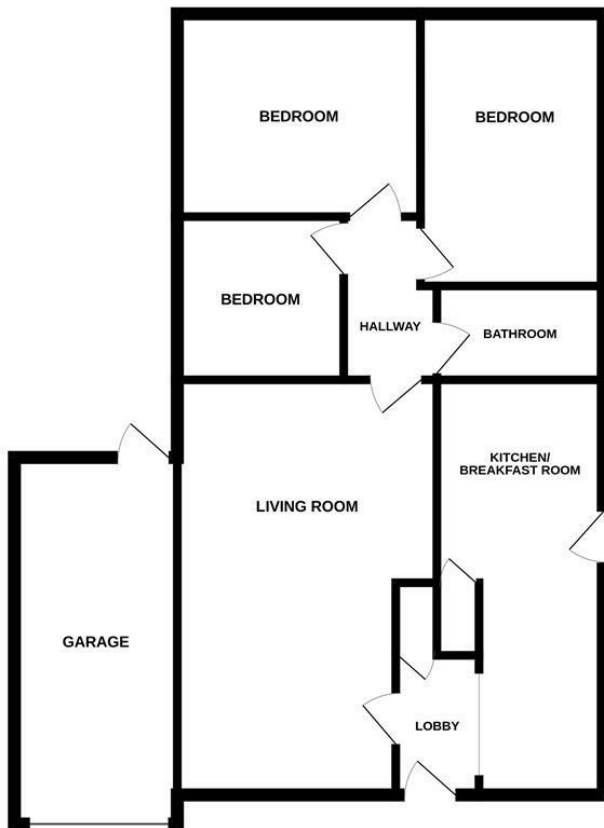 BEDROOM
BEDROOM
BEDROOM
HALLWAY
BATHROOM
KITCHEN/
BREAKFAST ROOM
LIVING ROOM
GARAGE
LOBBY